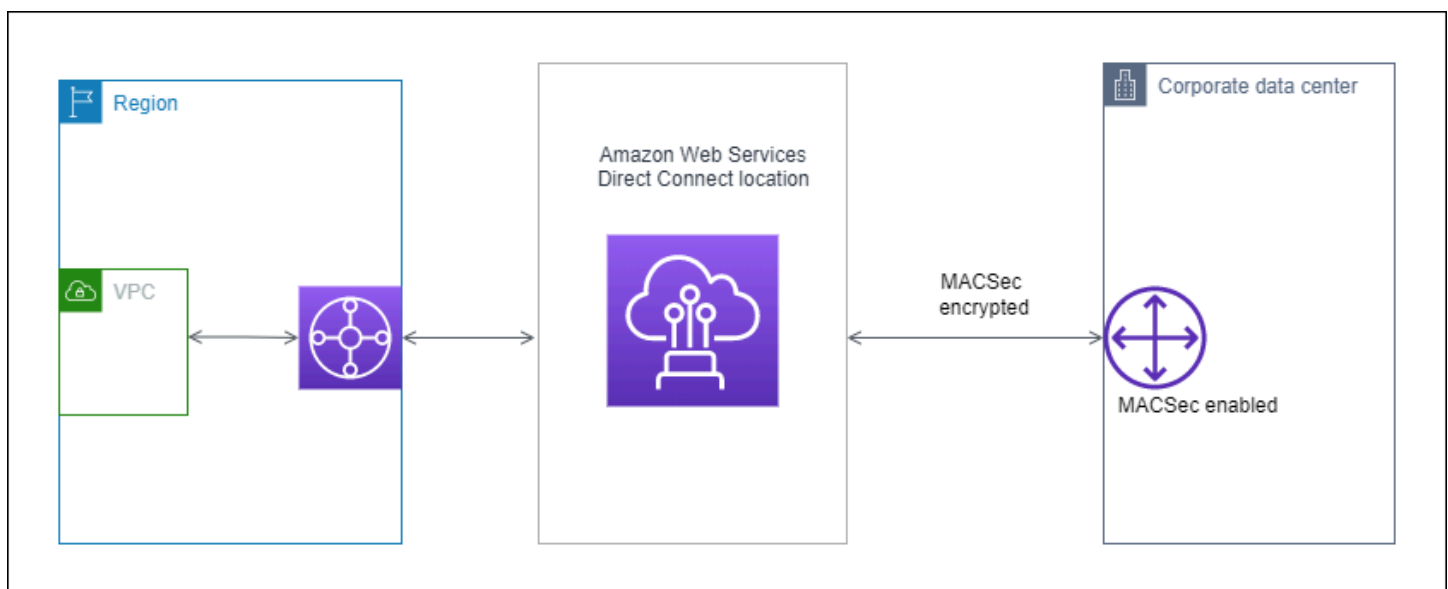 Region
VPC
Amazon Web Services
Direct Connect location
MACSec
encrypted
Corporate data center
MACSec enabled